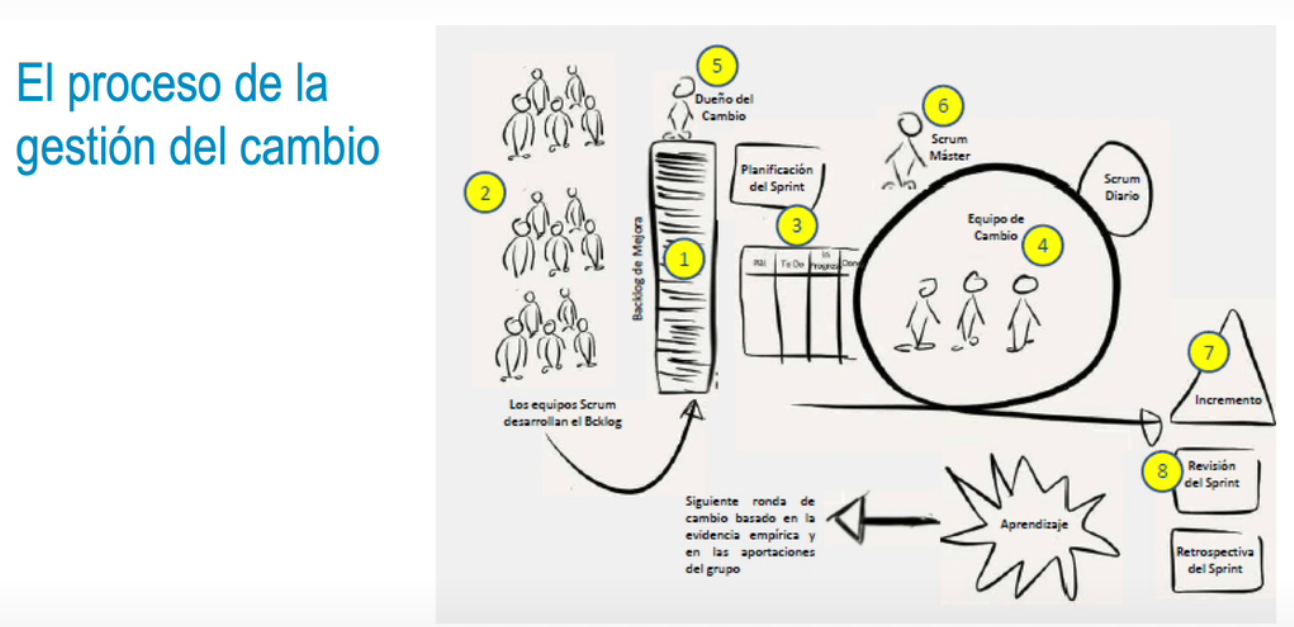 El proceso de la
gestión del cambio
5
Dueño del
Cambio
6
Scrum
Máster
Planificación
del Sprint
Scrum
Diario
2
3
Equipo de
Cambio
4
Backlog de Mejora
1
To Do
In
Progress
Done
7
Incremento
Los equipos Scrum
desarrollan el Bcklog
8
Revisión
del Sprint
Siguiente ronda de
cambio basado en la
evidencia empírica y
en las aportaciones
del grupo
Aprendizaje
Retrospectiva
del Sprint